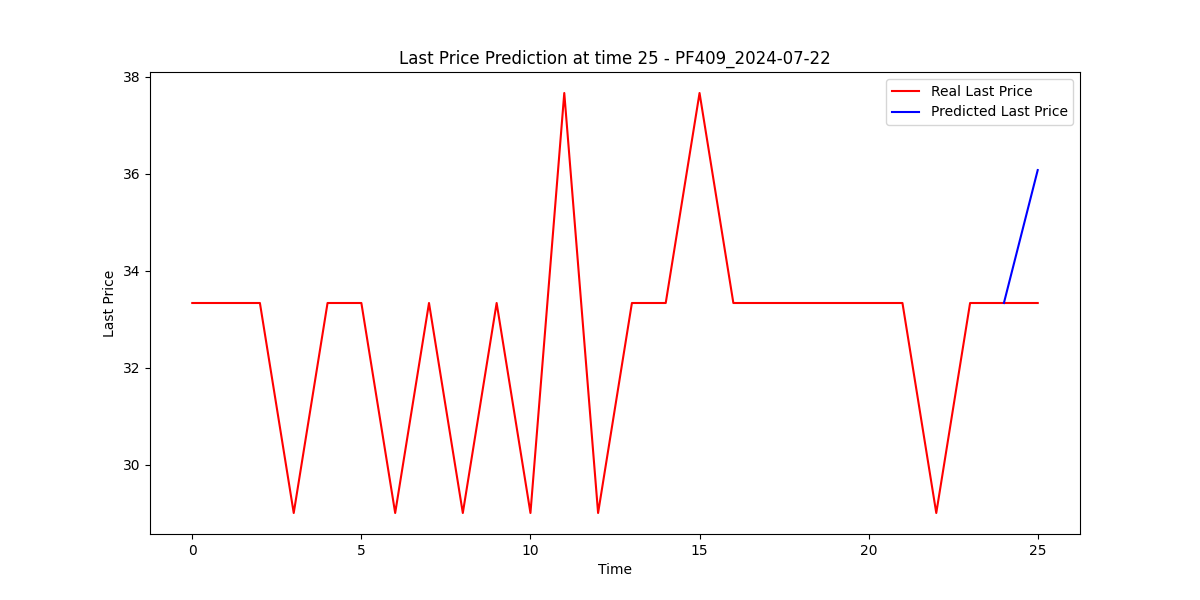 Last Price Prediction at time 25 - PF409_2024-07-22
Real Last Price
Predicted Last Price
Last Price
38
36
34
32
30
0 5 10 15 20 25
Time